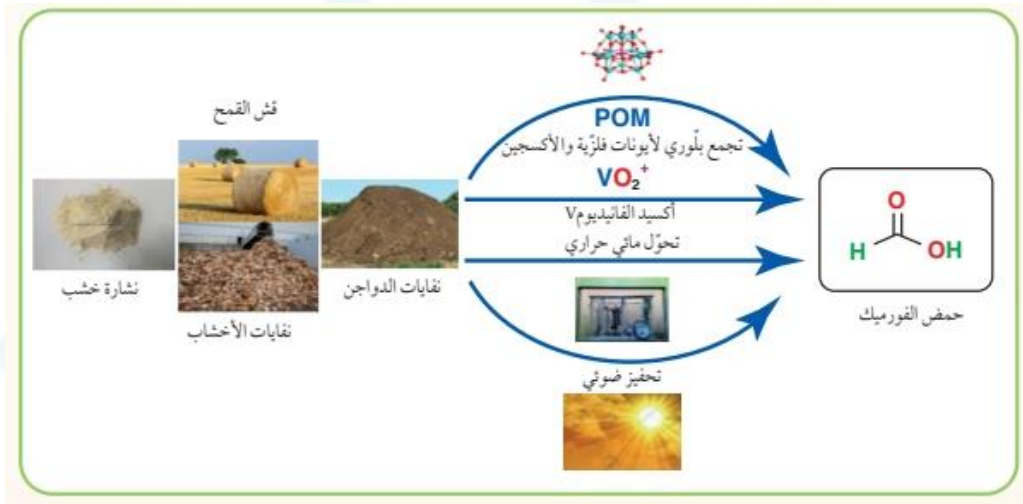 قش القمح
نشارة خشب
نفايات الأخشاب
نفايات الدواجن
POM
تجمع بلّوري لأيونات فلزّية والأكسجين
VO₂⁺
أكسيد الفانيديومV
تحوّل مائي حراري
تحفيز ضوئي
O
H
OH
حمض الفورميك